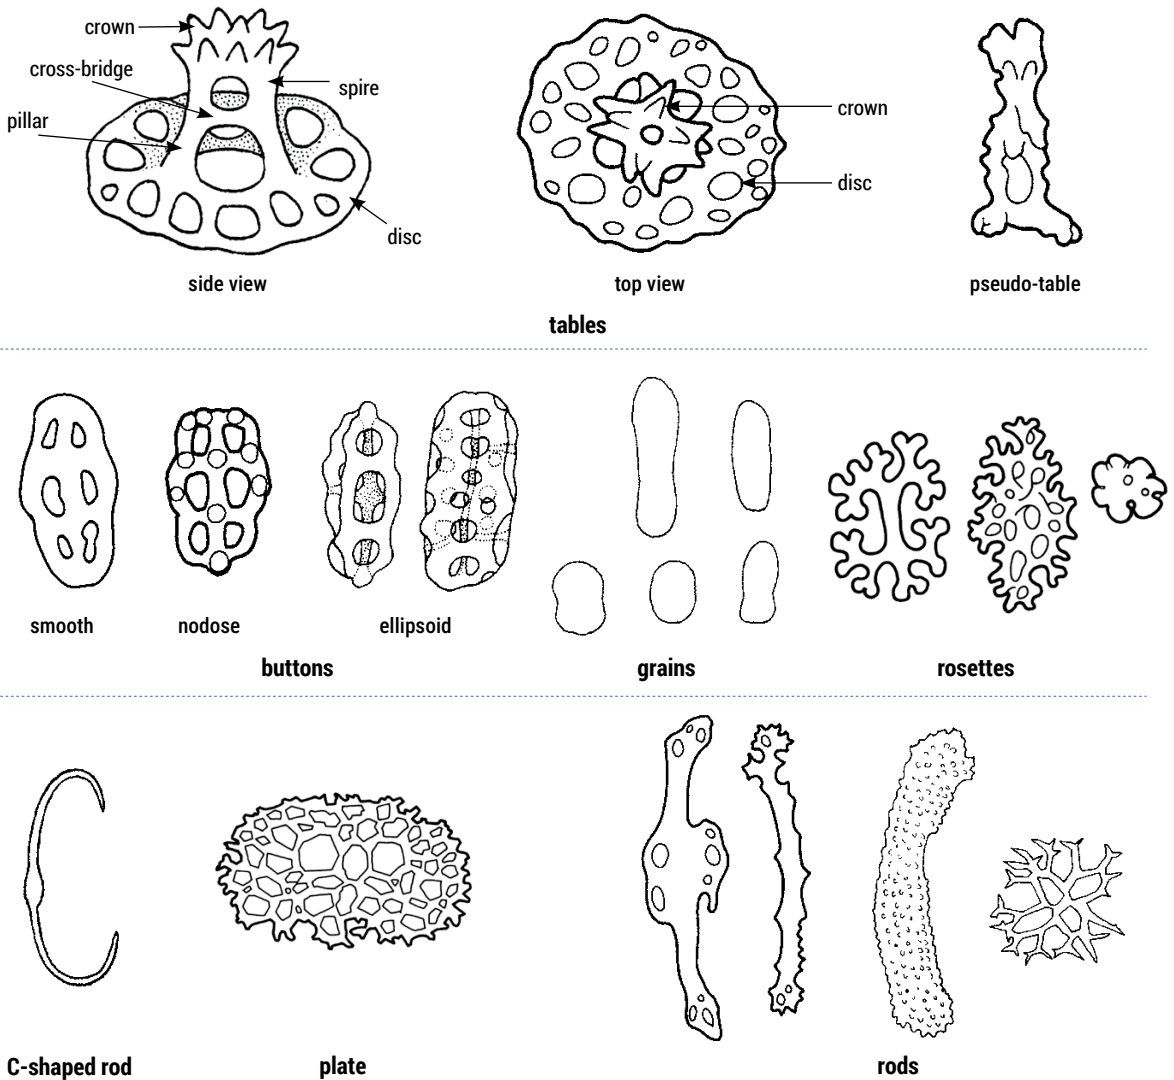 crown
cross-bridge
pillar
spire
disc
crown
disc
side view
top view
pseudo-table
tables
smooth
nodose
ellipsoid
buttons
grains
rosettes
C-shaped rod
plate
rods